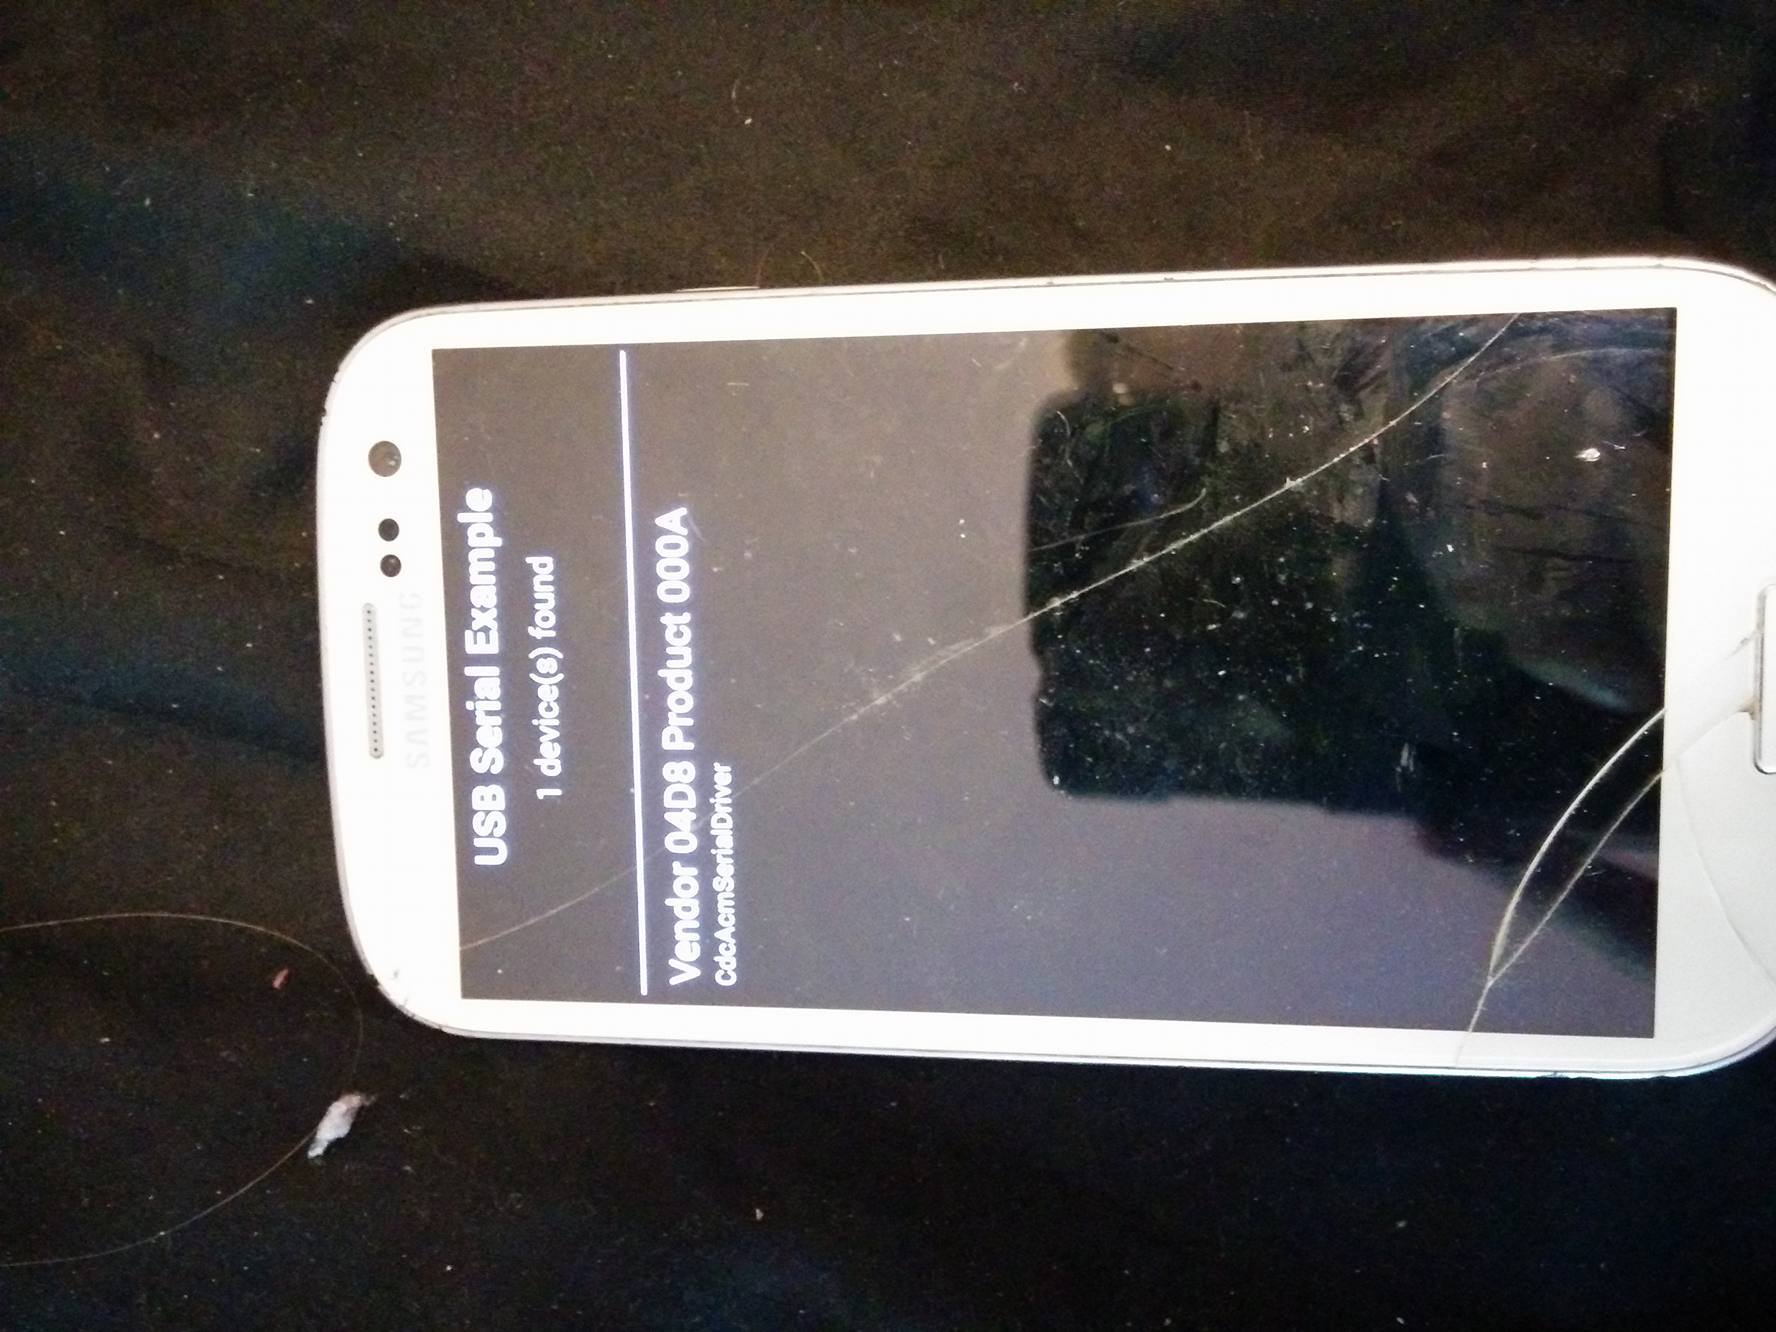 SAMSUNG
USB Serial Example
1 device(s) found
Vendor 04D8 Product 000A
CdcAcmSerialDriver